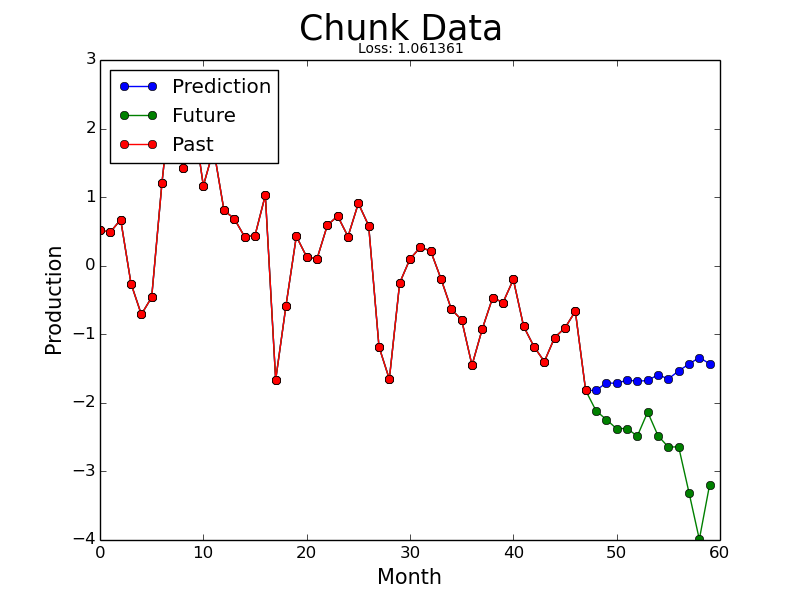 Chunk Data
Loss: 1.061361
Prediction
Future
Past
3
2
1
0
−1
−2
−3
−4
Production
0 10 20 30 40 50 60
Month